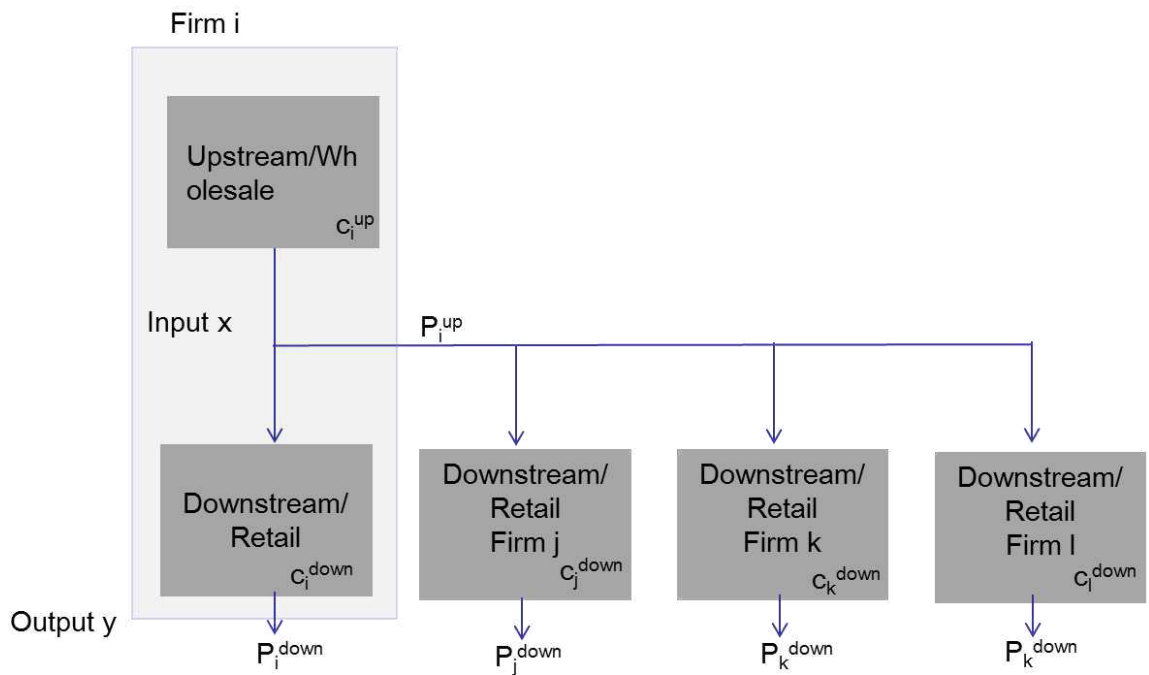 Firm i
Upstream/Wh
olesale
c_i^up
Input x
P_i^up
Downstream/
Retail
c_i^down
Downstream/
Retail
Firm j
c_j^down
Downstream/
Retail
Firm k
c_k^down
Downstream/
Retail
Firm l
c_l^down
Output y
P_i^down
P_j^down
P_k^down
P_k^down